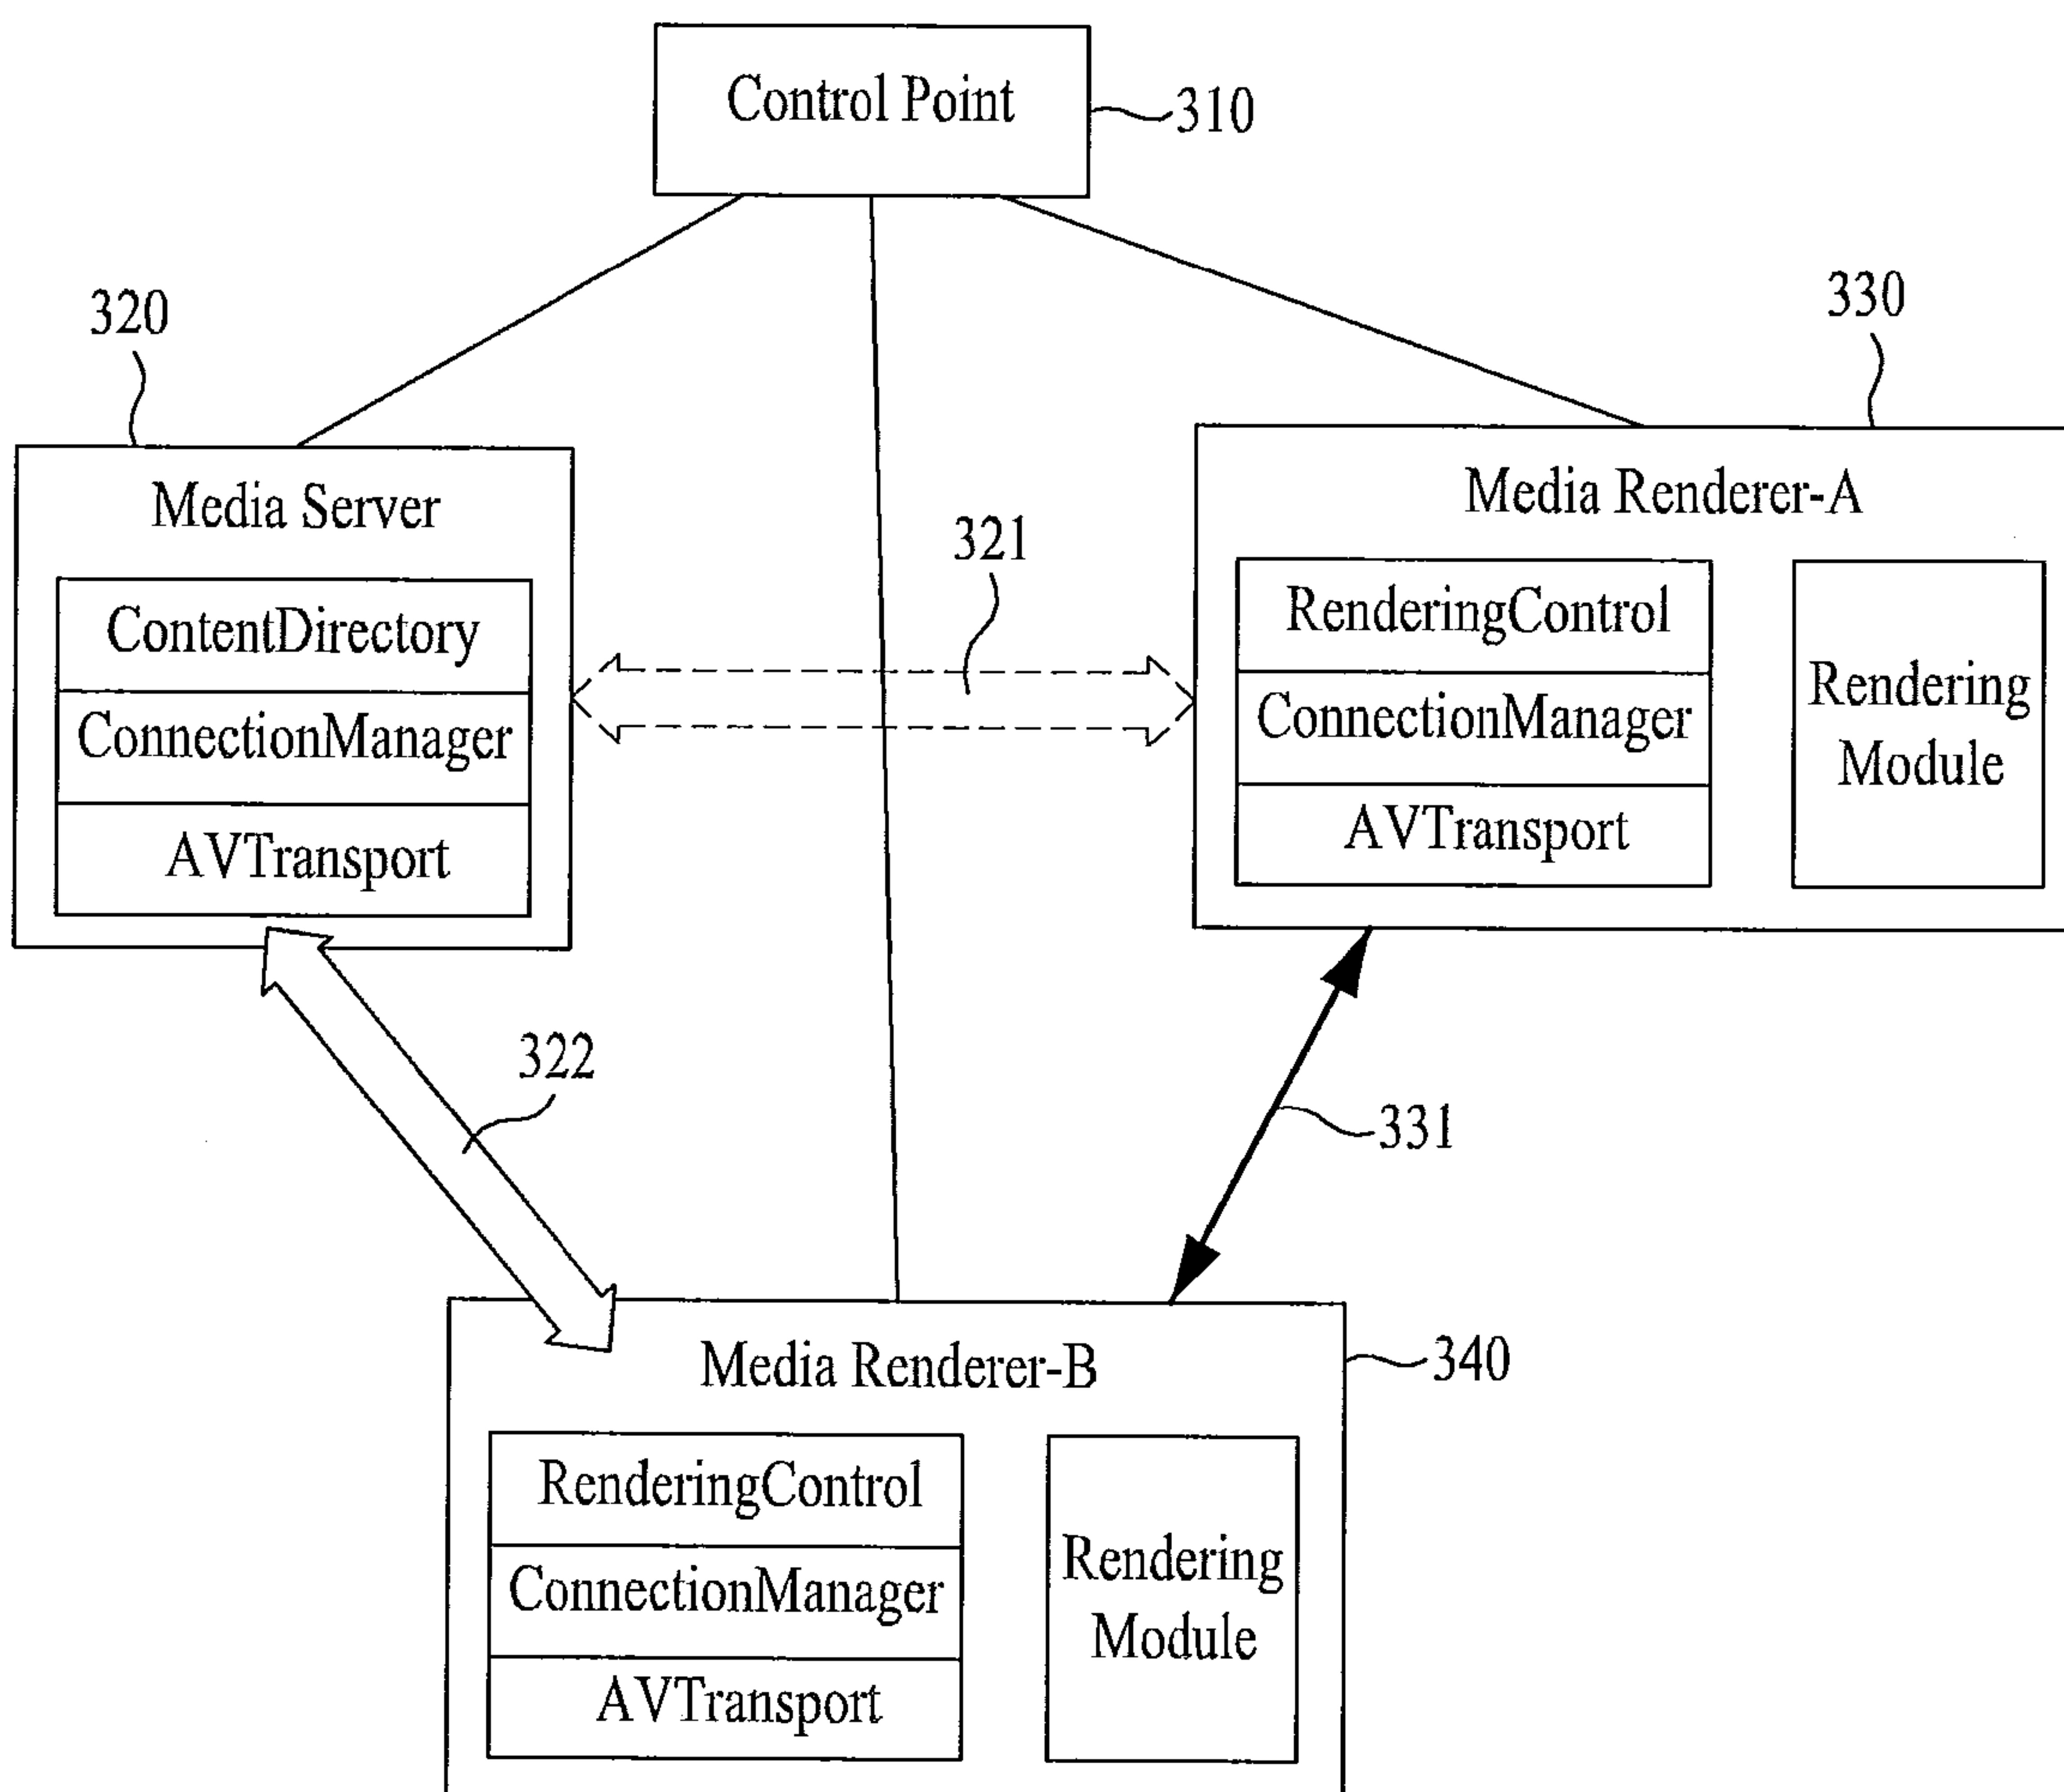 Control Point
310
320
330
Media Server
ContentDirectory
ConnectionManager
AVTransport
321
Media Renderer-A
RenderingControl
ConnectionManager
AVTransport
Rendering
Module
322
331
340
Media Renderer-B
RenderingControl
ConnectionManager
AVTransport
Rendering
Module